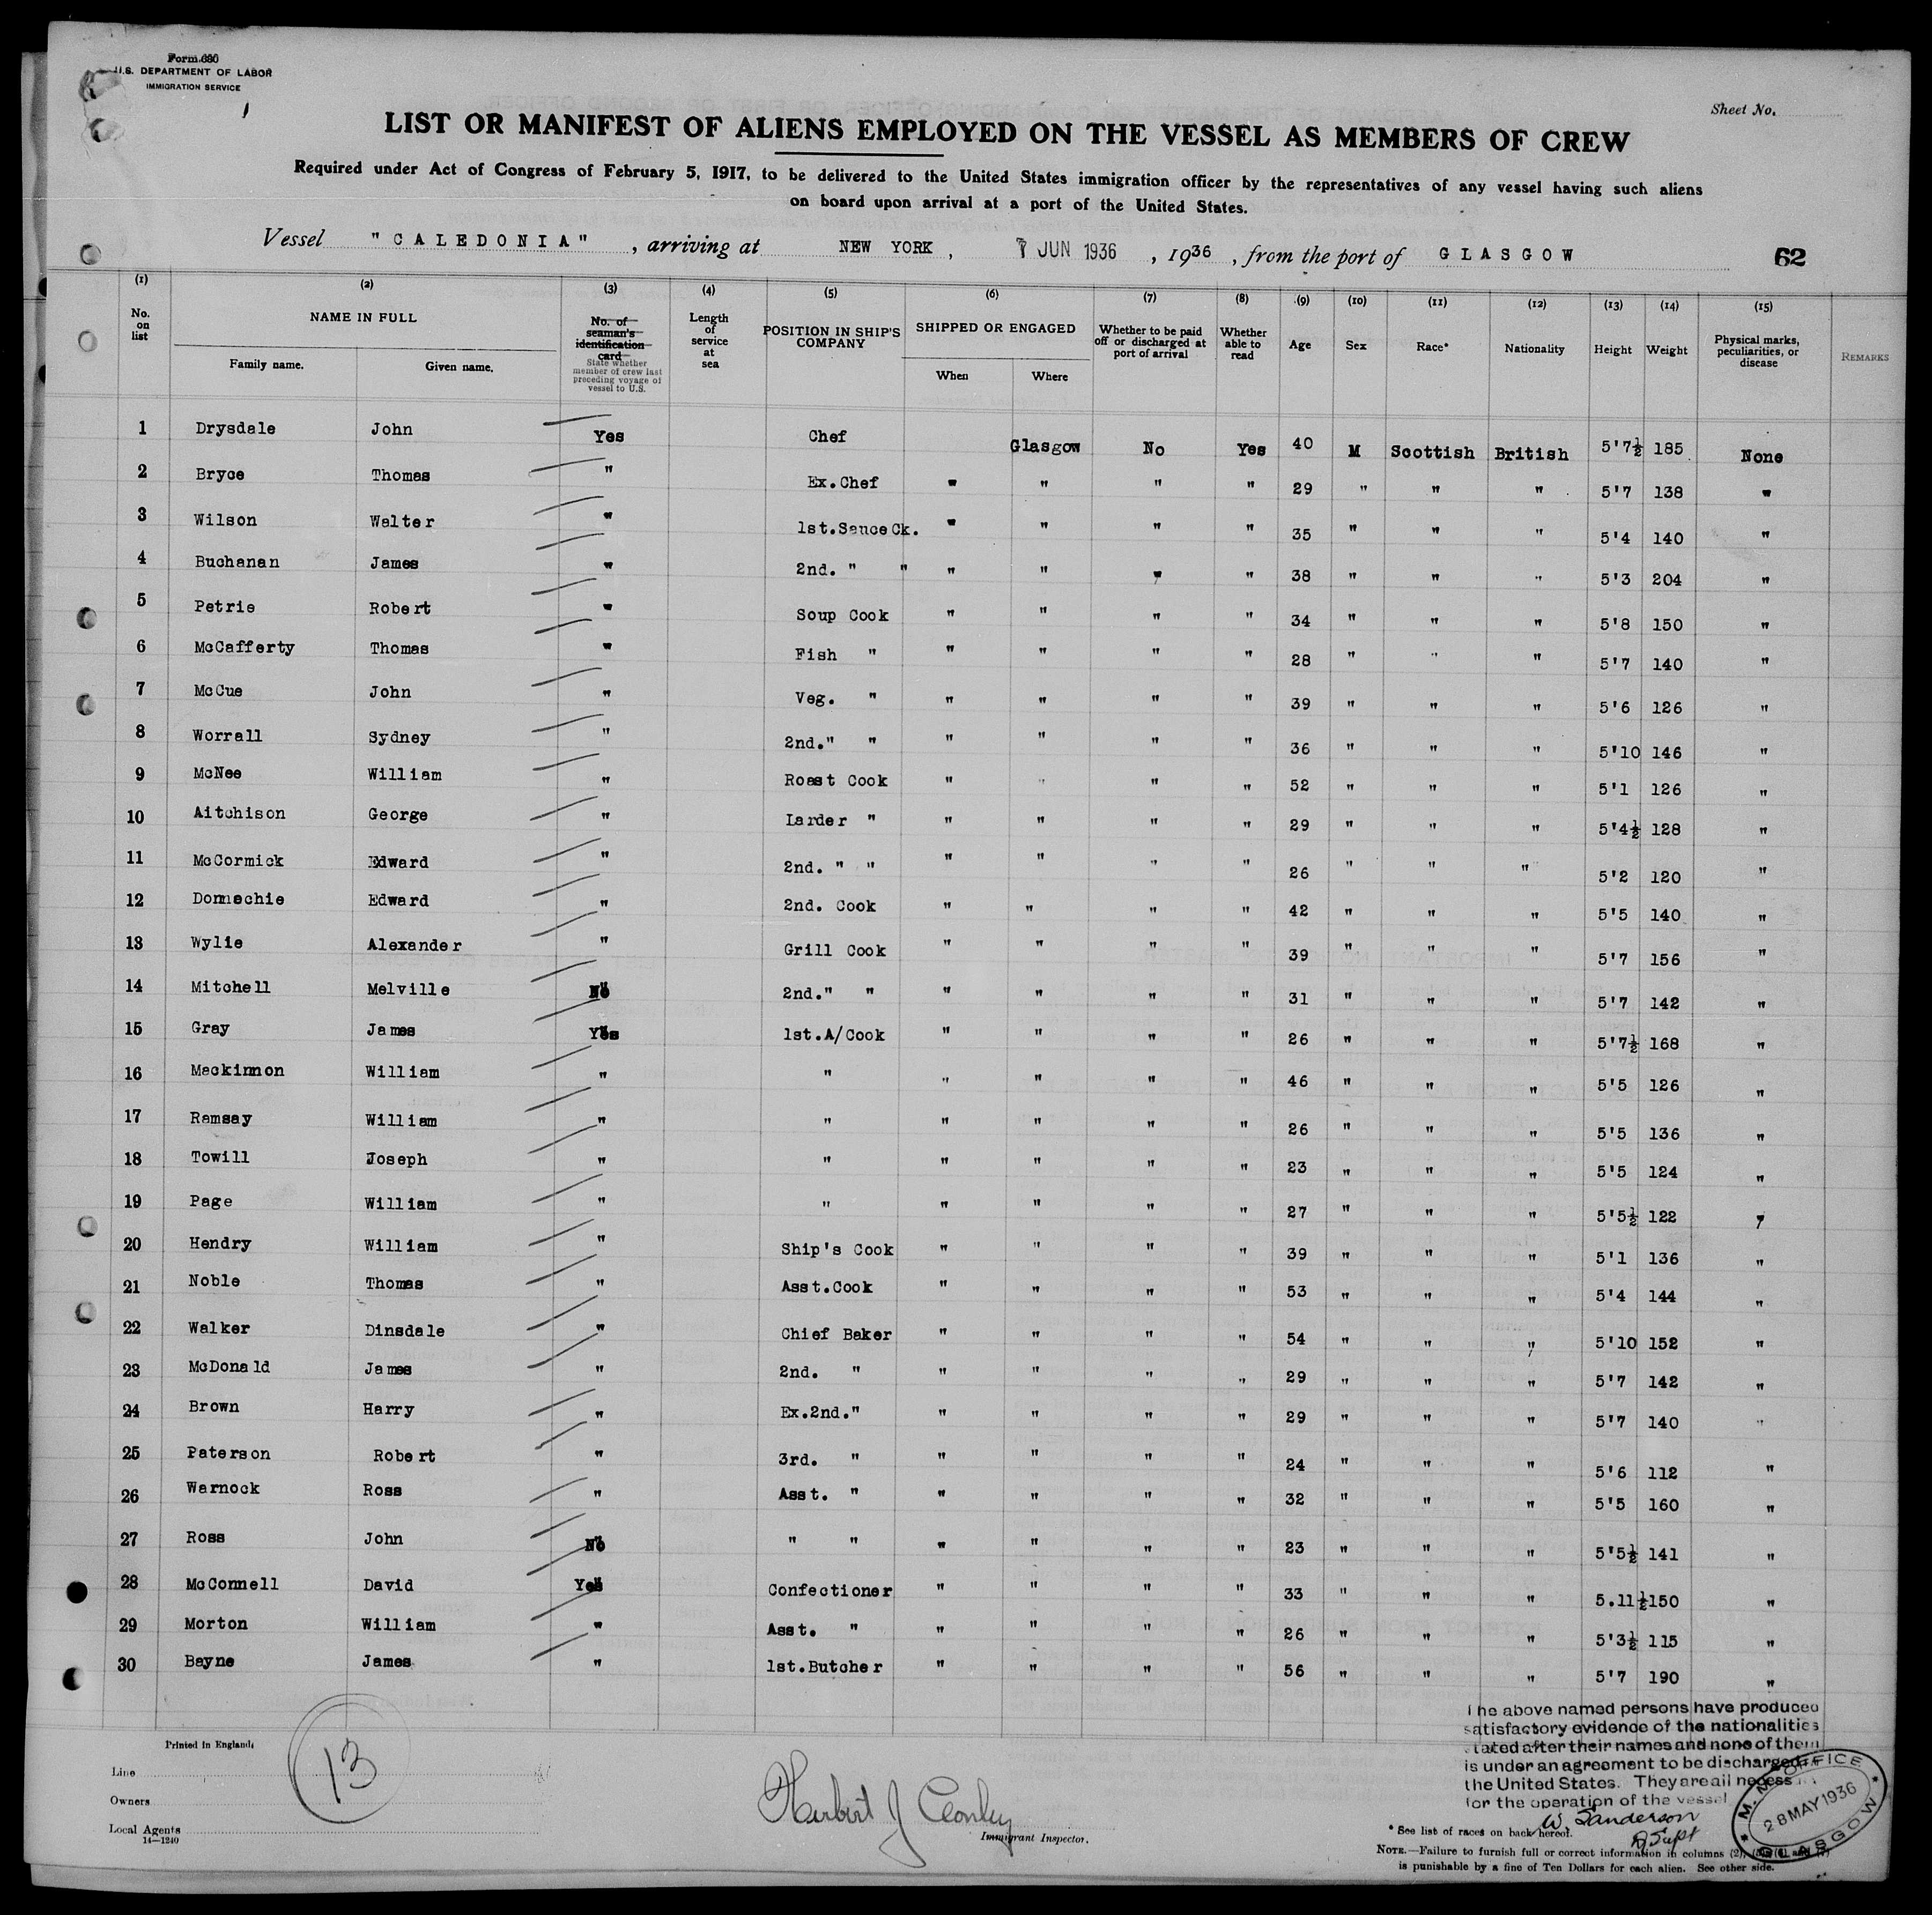 Form 680
U.S. DEPARTMENT OF LABOR
IMMIGRATION SERVICE
Sheet No.
LIST OR MANIFEST OF ALIENS EMPLOYED ON THE VESSEL AS MEMBERS OF CREW
Required under Act of Congress of February 5, 1917, to be delivered to the United States immigration officer by the representatives of any vessel having such aliens
on board upon arrival at a port of the United States.
Vessel "CALEDONIA", arriving at NEW YORK, 7 JUN 1936, 1936, from the port of GLASGOW 62
(1) (2) (3) (4) (5) (6) (7) (8) (9) (10) (11) (12) (13) (14) (15)
No. on list NAME IN FULL Family name. Given name. No. of seaman's identification card State whether member of crew last preceding voyage of vessel to U.S. Length of service at sea POSITION IN SHIP'S COMPANY SHIPPED OR ENGAGED When Where Whether to be paid off or discharged at port of arrival Whether able to read Age Sex Race* Nationality Height Weight Physical marks, peculiarities, or disease REMARKS
1 Drysdale John Yes Chef Glasgow No Yes 40 M Scottish British 5'7½ 185 None
2 Bryce Thomas " Ex.Chef " " " " 29 " " " 5'7 138 "
3 Wilson Walter " 1st.Sauce Ck. " " " " 35 " " " 5'4 140 "
4 Buchanan James " 2nd. " " " " " " 38 " " " 5'3 204 "
5 Petrie Robert " Soup Cook " " " " 34 " " " 5'8 150 "
6 McCafferty Thomas " Fish " " " " " 28 " " " 5'7 140 "
7 McCue John " Veg. " " " " " 39 " " " 5'6 126 "
8 Worrall Sydney " 2nd." " " " " " 36 " " " 5'10 146 "
9 McNee William " Roast Cook " " " " 52 " " " 5'1 126 "
10 Aitchison George " Larder " " " " " 29 " " " 5'4½ 128 "
11 McCormick Edward " 2nd. " " " " " " 26 " " " 5'2 120 "
12 Donnachie Edward " 2nd. Cook " " " " 42 " " " 5'5 140 "
13 Wylie Alexander " Grill Cook " " " " 39 " " " 5'7 156 "
14 Mitchell Melville No 2nd." " " " " " 31 " " " 5'7 142 "
15 Gray James Yes 1st.A/Cook " " " " 26 " " " 5'7½ 168 "
16 Mackinnon William " " " " " " 46 " " " 5'5 126 "
17 Ramsay William " " " " " " 26 " " " 5'5 136 "
18 Towill Joseph " " " " " " 23 " " " 5'5 124 "
19 Page William " " " " " " 27 " " " 5'5½ 122 "
20 Hendry William " Ship's Cook " " " " 39 " " " 5'1 136 "
21 Noble Thomas " Asst.Cook " " " " 53 " " " 5'4 144 "
22 Walker Dinsdale " Chief Baker " " " " 54 " " " 5'10 152 "
23 McDonald James " 2nd. " " " " " 29 " " " 5'7 142 "
24 Brown Harry " Ex.2nd." " " " " 29 " " " 5'7 140 "
25 Paterson Robert " 3rd. " " " " " 24 " " " 5'6 112 "
26 Warnock Ross " Asst. " " " " " 32 " " " 5'5 160 "
27 Ross John No " " " " " " 23 " " " 5'5½ 141 "
28 McConnell David Yes Confectioner " " " " 33 " " " 5.11½ 150 "
29 Morton William " Asst. " " " " " 26 " " " 5'3½ 115 "
30 Bayne James " 1st.Butcher " " " " 56 " " " 5'7 190 "
The above named persons have produced
satisfactory evidence of the nationalities
stated after their names and none of them
is under an agreement to be discharged in
the United States. They are all necess
for the operation of the vessel
Printed in England.
13
Line
Owners
Local Agents
14—1240
Herbert J
Immigrant Inspector.
W. Sanderson
D/Supt
M. M. OFFICE
28 MAY 1936
GLASGOW
* See list of races on back hereof.
NOTE.—Failure to furnish full or correct information in columns (2), and
is punishable by a fine of Ten Dollars for each alien. See other side.